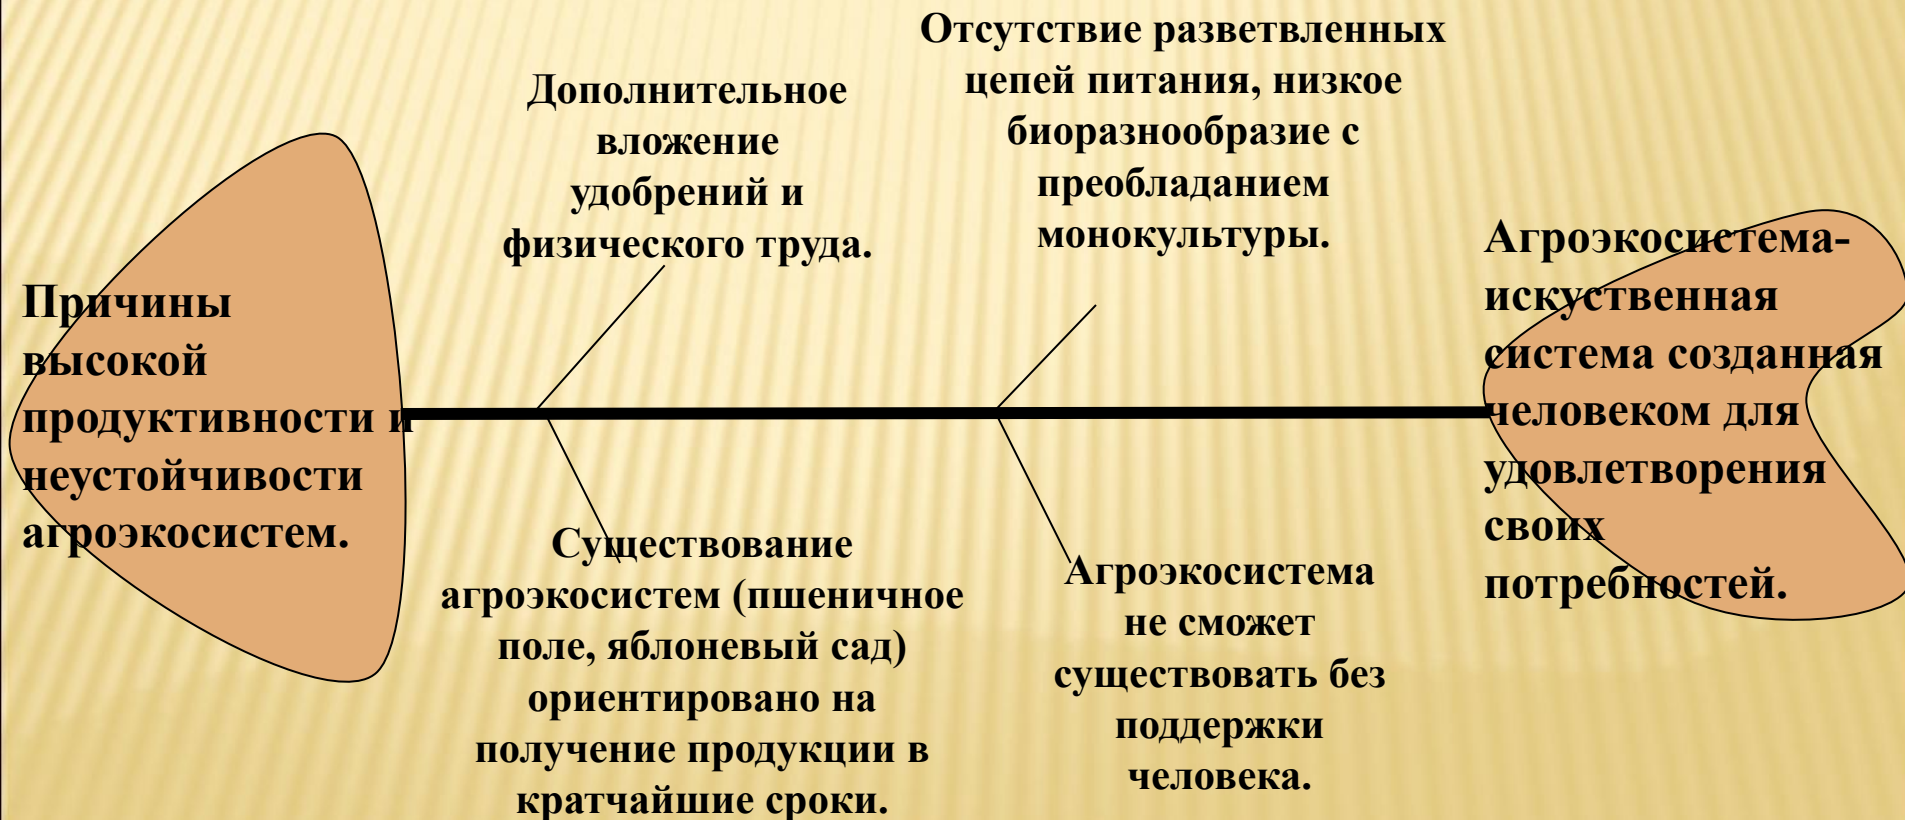 Причины
высокой
продуктивности и
неустойчивости
агроэкосистем.
Дополнительное
вложение
удобрений и
физического труда.
Отсутствие разветвленных
цепей питания, низкое
биоразнообразие с
преобладанием
монокультуры.
Существование
агроэкосистем (пшеничное
поле, яблоневый сад)
ориентировано на
получение продукции в
кратчайшие сроки.
Агроэкосистема
не сможет
существовать без
поддержки
человека.
Агроэкосистема-
искуственная
система созданная
человеком для
удовлетворения
своих
потребностей.